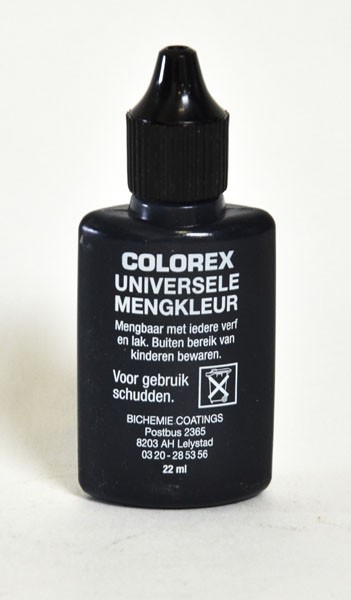 COLOREX
UNIVERSELE
MENGKLEUR
Mengbaar met iedere verf
en lak. Buiten bereik van
kinderen bewaren.
Voor gebruik
schudden.
BICHEMIE COATINGS
Postbus 2365
8203 AH Lelystad
03 20 - 28 53 56
22 ml